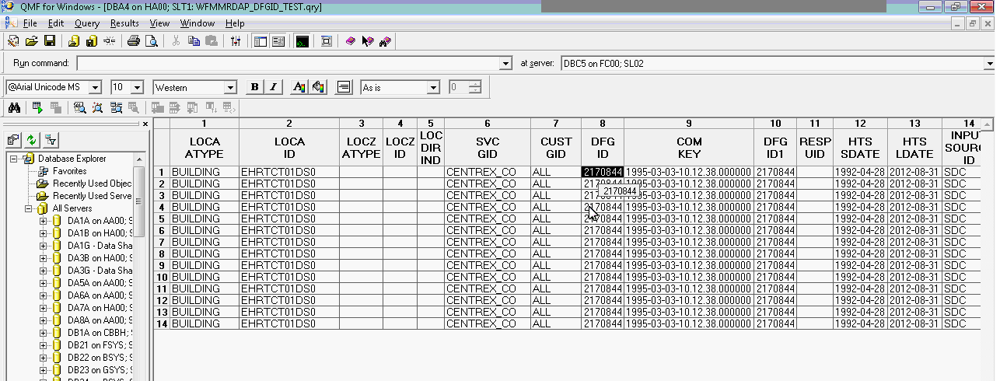 QMF for Windows - [DBA4 on HA00; SLT1: WFMMRDAP_DFGID_TEST.qry]
File Edit Query Results View Window Help
Run command: at server: DBC5 on FC00; SL02
@Arial Unicode MS 10 Western B I A As is 0
1 2 3 4 5 6 7 8 9 10 11 12 13 14
LOCA ATYPE LOCA ID LOCZ ATYPE LOCZ ID LOC DIR IND SVC GID CUST GID DFG ID COM KEY DFG ID1 RESP UID HTS SDATE HTS LDATE INPUT SOURC ID
1 BUILDING EHRTCT01DS0 CENTREX_CO ALL 2170844 1995-03-03-10.12.38.000000 2170844 1992-04-28 2012-08-31 SDC
2 BUILDING EHRTCT01DS0 CENTREX_CO ALL 2170844 1995-03-03-10.12.38.000000 2170844 1992-04-28 2012-08-31 SDC
2170844
3 BUILDING EHRTCT01DS0 CENTREX_CO ALL 2170844 1995-03-03-10.12.38.000000 2170844 1992-04-28 2012-08-31 SDC
4 BUILDING EHRTCT01DS0 CENTREX_CO ALL 2170844 1995-03-03-10.12.38.000000 2170844 1992-04-28 2012-08-31 SDC
5 BUILDING EHRTCT01DS0 CENTREX_CO ALL 2170844 1995-03-03-10.12.38.000000 2170844 1992-04-28 2012-08-31 SDC
6 BUILDING EHRTCT01DS0 CENTREX_CO ALL 2170844 1995-03-03-10.12.38.000000 2170844 1992-04-28 2012-08-31 SDC
7 BUILDING EHRTCT01DS0 CENTREX_CO ALL 2170844 1995-03-03-10.12.38.000000 2170844 1992-04-28 2012-08-31 SDC
8 BUILDING EHRTCT01DS0 CENTREX_CO ALL 2170844 1995-03-03-10.12.38.000000 2170844 1992-04-28 2012-08-31 SDC
9 BUILDING EHRTCT01DS0 CENTREX_CO ALL 2170844 1995-03-03-10.12.38.000000 2170844 1992-04-28 2012-08-31 SDC
10 BUILDING EHRTCT01DS0 CENTREX_CO ALL 2170844 1995-03-03-10.12.38.000000 2170844 1992-04-28 2012-08-31 SDC
11 BUILDING EHRTCT01DS0 CENTREX_CO ALL 2170844 1995-03-03-10.12.38.000000 2170844 1992-04-28 2012-08-31 SDC
12 BUILDING EHRTCT01DS0 CENTREX_CO ALL 2170844 1995-03-03-10.12.38.000000 2170844 1992-04-28 2012-08-31 SDC
13 BUILDING EHRTCT01DS0 CENTREX_CO ALL 2170844 1995-03-03-10.12.38.000000 2170844 1992-04-28 2012-08-31 SDC
14 BUILDING EHRTCT01DS0 CENTREX_CO ALL 2170844 1995-03-03-10.12.38.000000 2170844 1992-04-28 2012-08-31 SDC
Database Explorer
Favorites
Recently Used Objec
Recently Used Serve
All Servers
DA1A on AA00; S
DA1B on HA00; S
DA1G - Data Sha
DA3B on HA00; S
DA3G - Data Sha
DA5A on AA00; S
DA6A on AA00; S
DA7A on HA00; S
DA8A on AA00; S
DB1A on CBBH; S
DB21 on FSYS; S
DB22 on BSYS; S
DB23 on GSYS; S